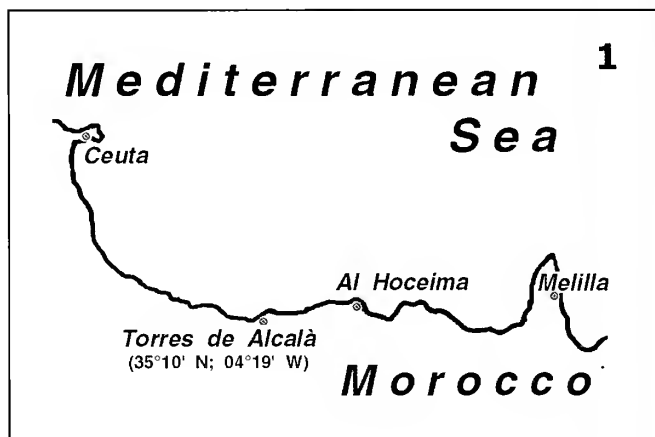 1
Mediterranean
Sea
Ceuta
Al Hoceima
Melilla
Torres de Alcalà
(35°10' N; 04°19' W)
Morocco